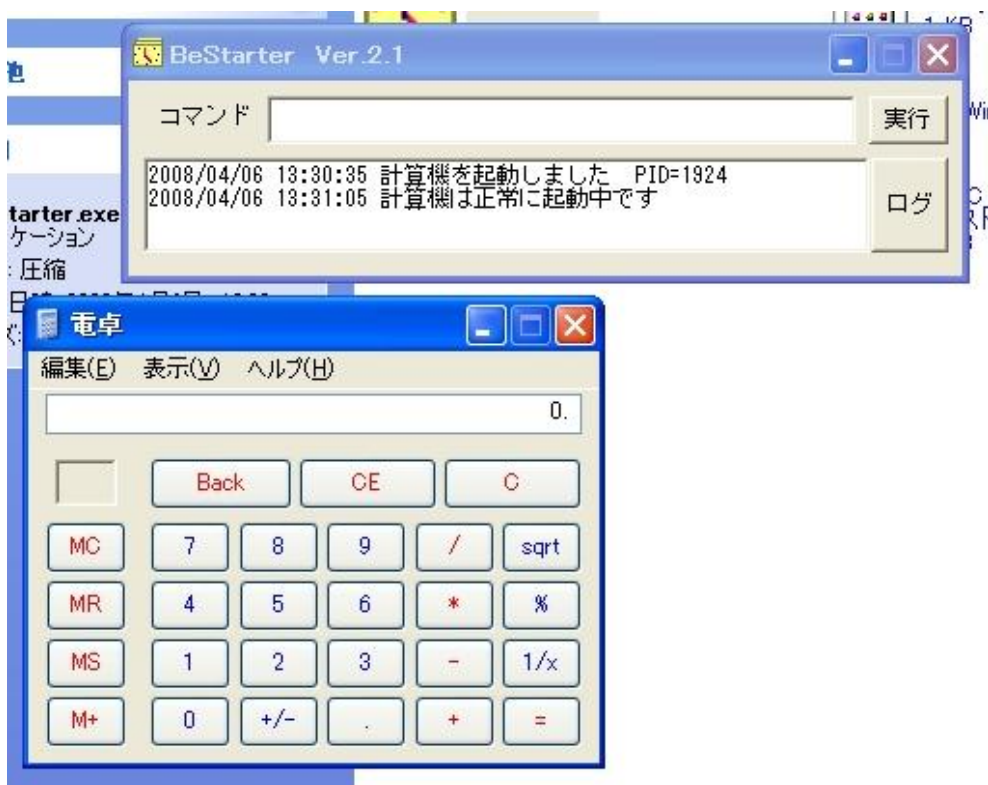 1 KB
BeStarter Ver.2.1
他
コマンド
実行
2008/04/06 13:30:35 計算機を起動しました PID=1924
2008/04/06 13:31:05 計算機は正常に起動中です
ログ
tarter.exe
ケーション
: 圧縮
電卓
編集(E) 表示(V) ヘルプ(H)
0.
Back CE C
MC 7 8 9 / sqrt
MR 4 5 6 * %
MS 1 2 3 - 1/x
M+ 0 +/- . + =